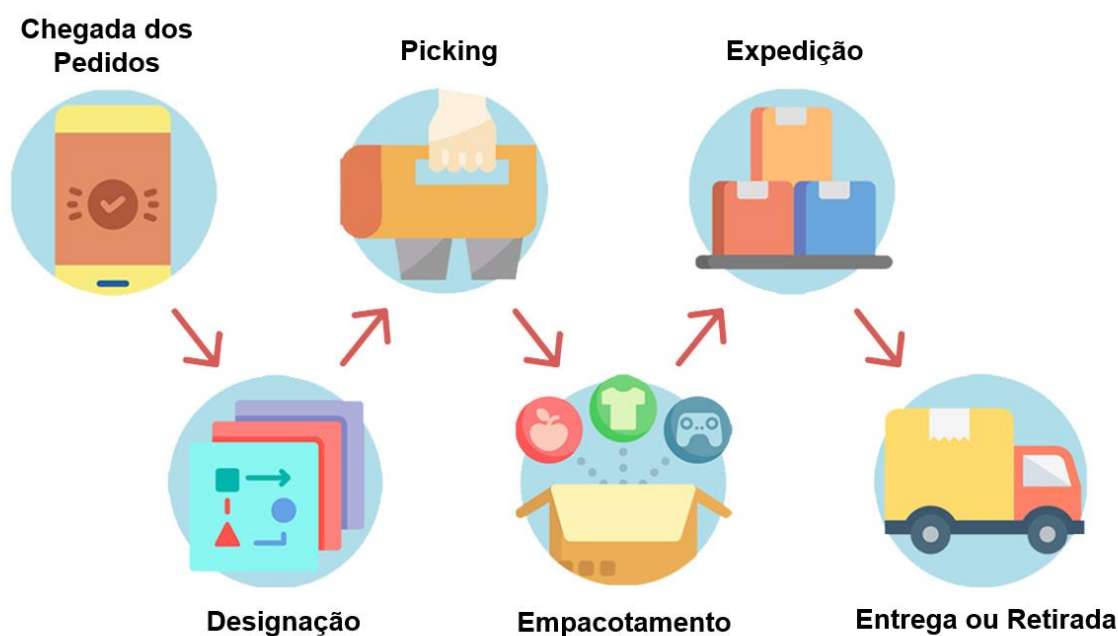 Chegada dos
Pedidos
Picking
Expedição
Designação
Empacotamento
Entrega ou Retirada